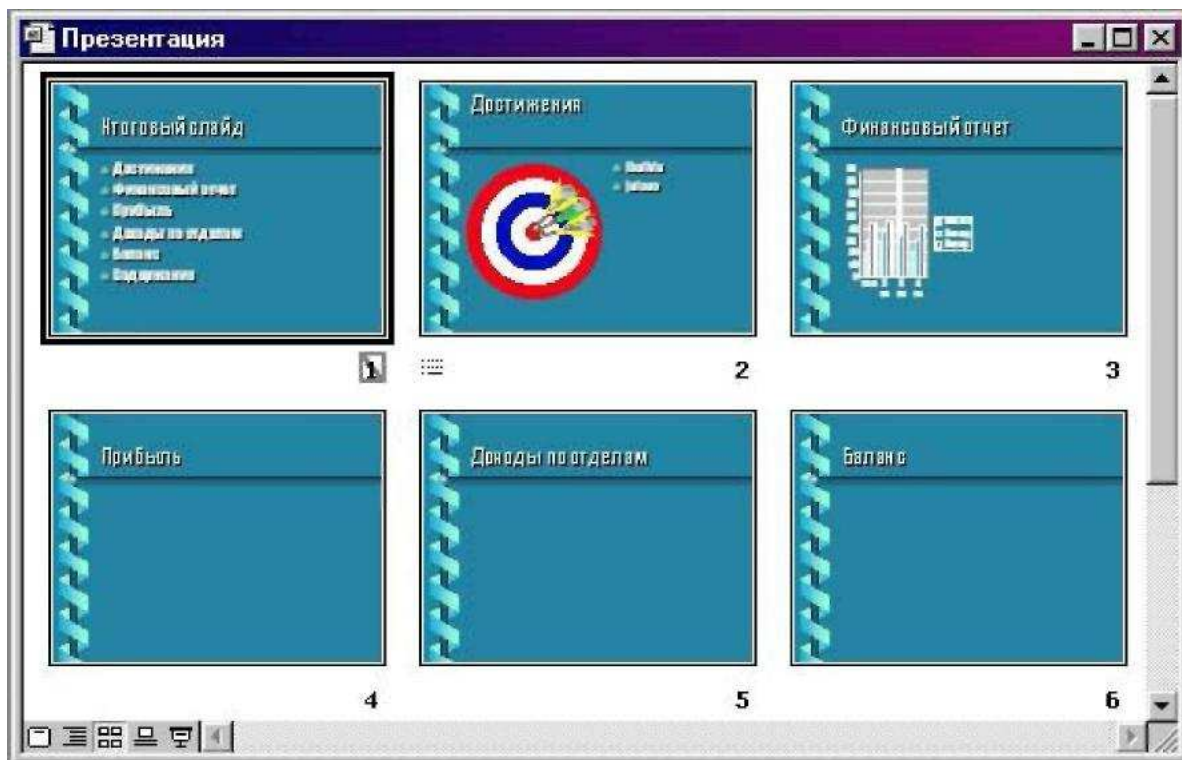 Презентация
Итоговый слайд
Достижения
Финансовый отчет
Прибыль
Доходы по отделам
Баланс
Содержание
1
Достижения
2
Финансовый отчет
3
Прибыль
4
Доходы по отделам
5
Баланс
6